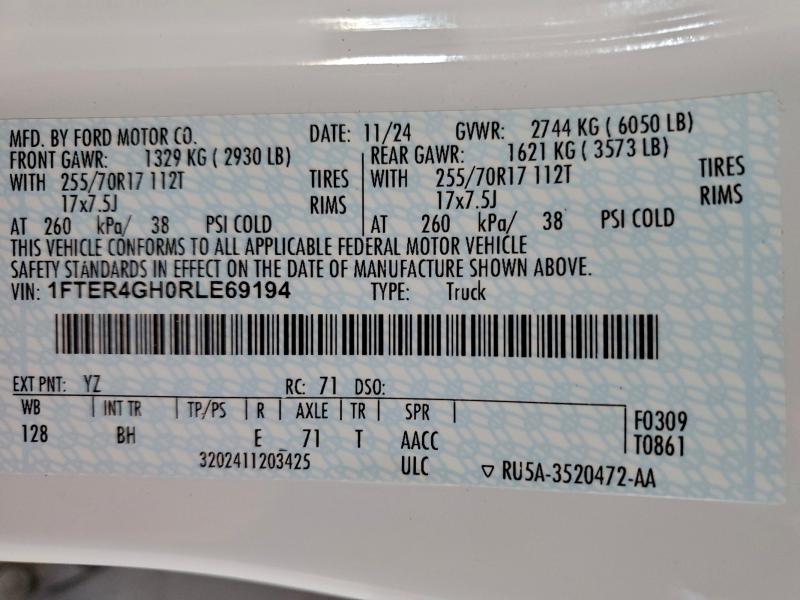 MFD. BY FORD MOTOR CO. DATE: 11/24 GVWR: 2744 KG ( 6050 LB)
FRONT GAWR: 1329 KG ( 2930 LB) REAR GAWR: 1621 KG ( 3573 LB)
WITH 255/70R17 112T TIRES WITH 255/70R17 112T TIRES
17x7.5J RIMS 17x7.5J RIMS
AT 260 kPa/ 38 PSI COLD AT 260 kPa/ 38 PSI COLD
THIS VEHICLE CONFORMS TO ALL APPLICABLE FEDERAL MOTOR VEHICLE
SAFETY STANDARDS IN EFFECT ON THE DATE OF MANUFACTURE SHOWN ABOVE.
VIN: 1FTER4GH0RLE69194 TYPE: Truck
EXT PNT: YZ RC: 71 DSO:
WB INT TR TP/PS R AXLE TR SPR F0309
128 BH E 71 T AACC T0861
3202411203425 ULC RU5A-3520472-AA